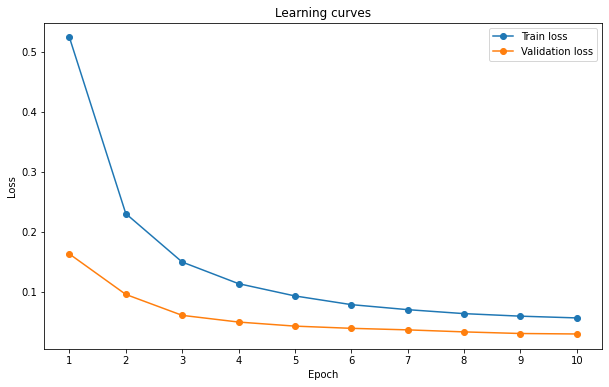 Learning curves
Train loss
Validation loss
0.5
0.4
0.3
0.2
0.1
Loss
1 2 3 4 5 6 7 8 9 10
Epoch